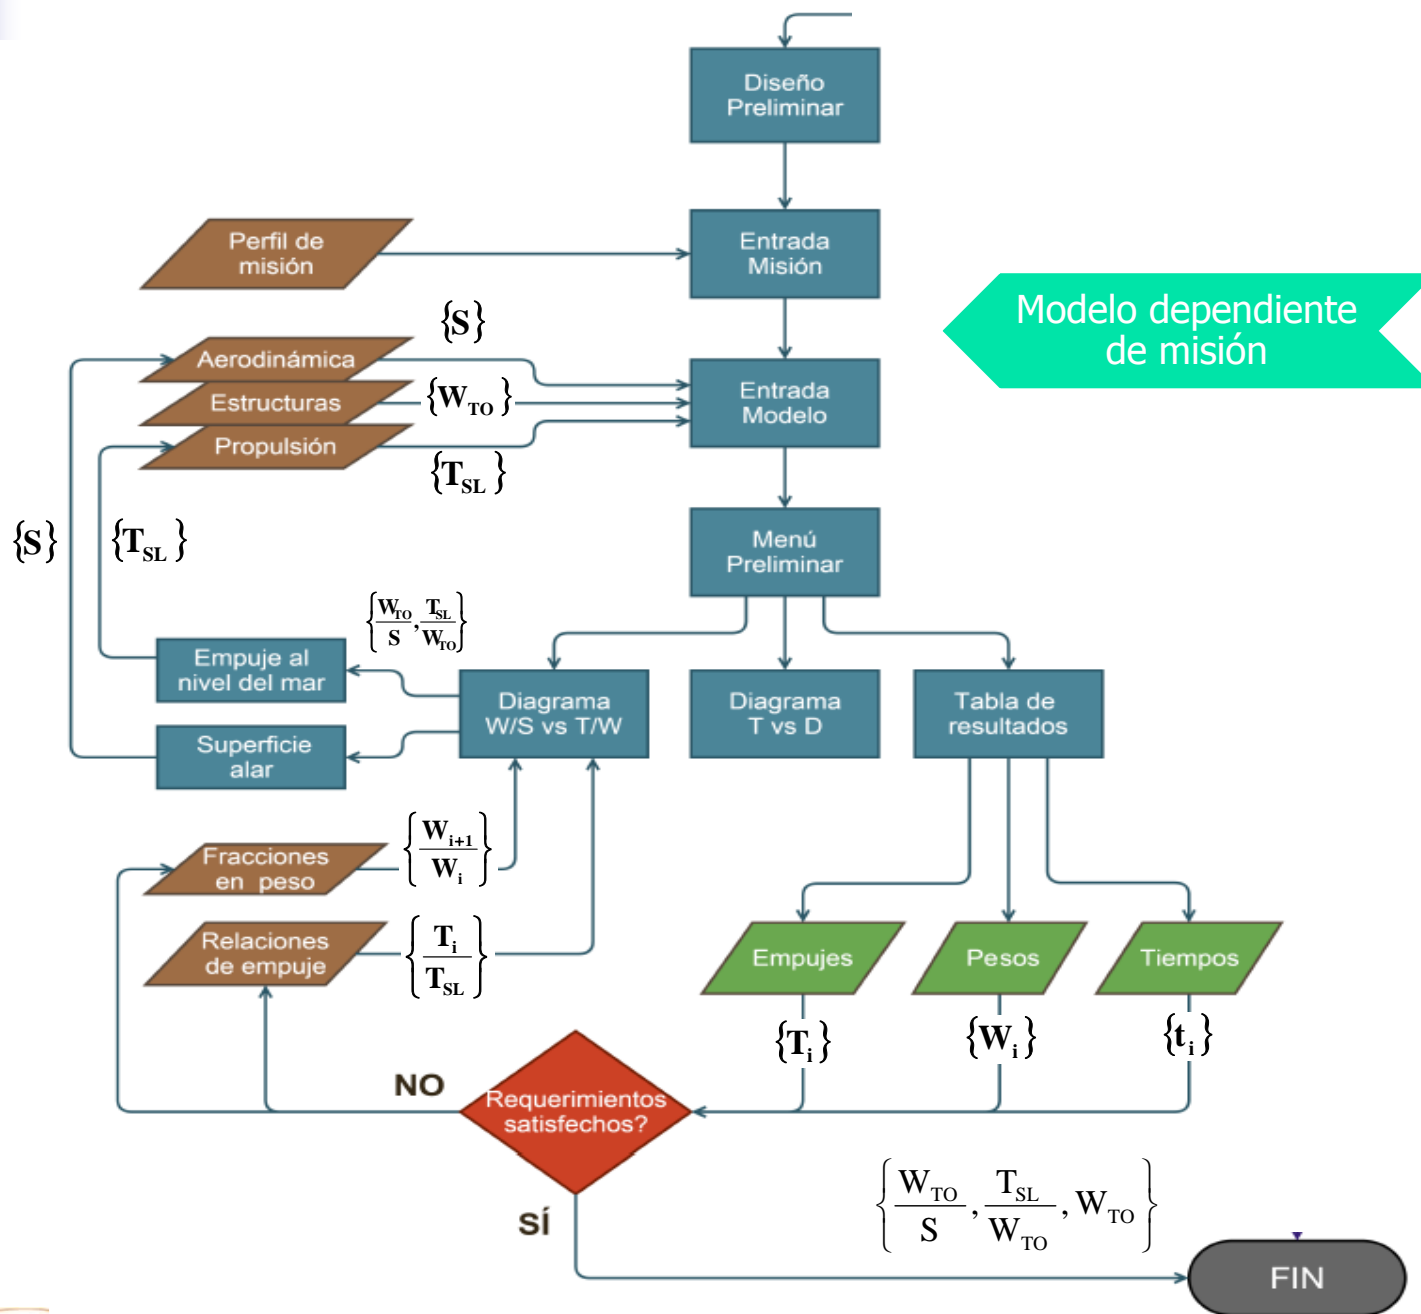 Diseño
Preliminar
Perfil de
misión
Entrada
Misión
Modelo dependiente
de misión
{S}
Aerodinámica
Estructuras
{W_TO}
Propulsión
{T_SL}
Entrada
Modelo
{S}
{T_SL}
Menú
Preliminar
{W_TO/S, T_SL/W_TO}
Empuje al
nivel del mar
Superficie
alar
Diagrama
W/S vs T/W
Diagrama
T vs D
Tabla de
resultados
Fracciones
en peso
{W_i+1/W_i}
Relaciones
de empuje
{T_i/T_SL}
Empujes
Pesos
Tiempos
{T_i}
{W_i}
{t_i}
NO
Requerimientos
satisfechos?
SÍ
{W_TO/S, T_SL/W_TO, W_TO}
FIN